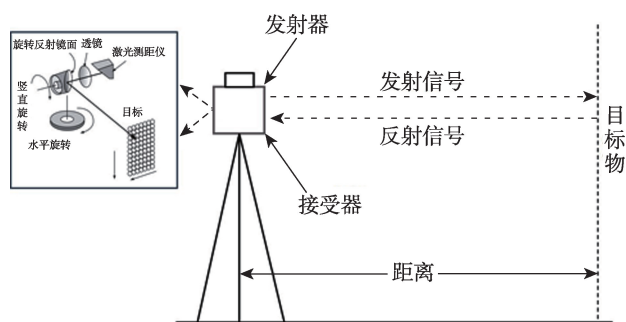 发射器
旋转反射镜面 透镜
激光测距仪
竖直旋转
目标
水平旋转
发射信号
反射信号
目标物
接受器
距离